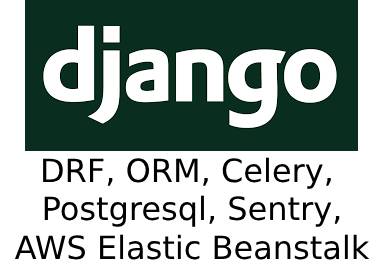 django
DRF, ORM, Celery,
Postgresql, Sentry,
AWS Elastic Beanstalk